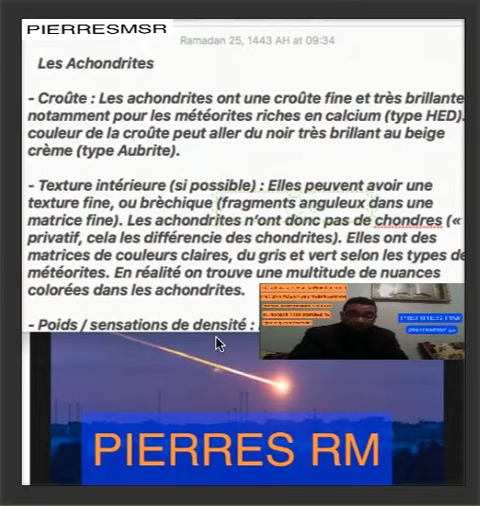 PIERRESMSR
Ramadan 25, 1443 AH at 09:34
Les Achondrites
- Croûte : Les achondrites ont une croûte fine et très brillante
notamment pour les météorites riches en calcium (type HED).
couleur de la croûte peut aller du noir très brillant au beige
crème (type Aubrite).
- Texture intérieure (si possible) : Elles peuvent avoir une
texture fine, ou brèchique (fragments anguleux dans une
matrice fine). Les achondrites n'ont donc pas de chondres («
privatif, cela les différencie des chondrites). Elles ont des
matrices de couleurs claires, du gris et vert selon les types de
météorites. En réalité on trouve une multitude de nuances
colorées dans les achondrites.
- Poids / sensations de densité :
PIERRES RM
PIERRES RM